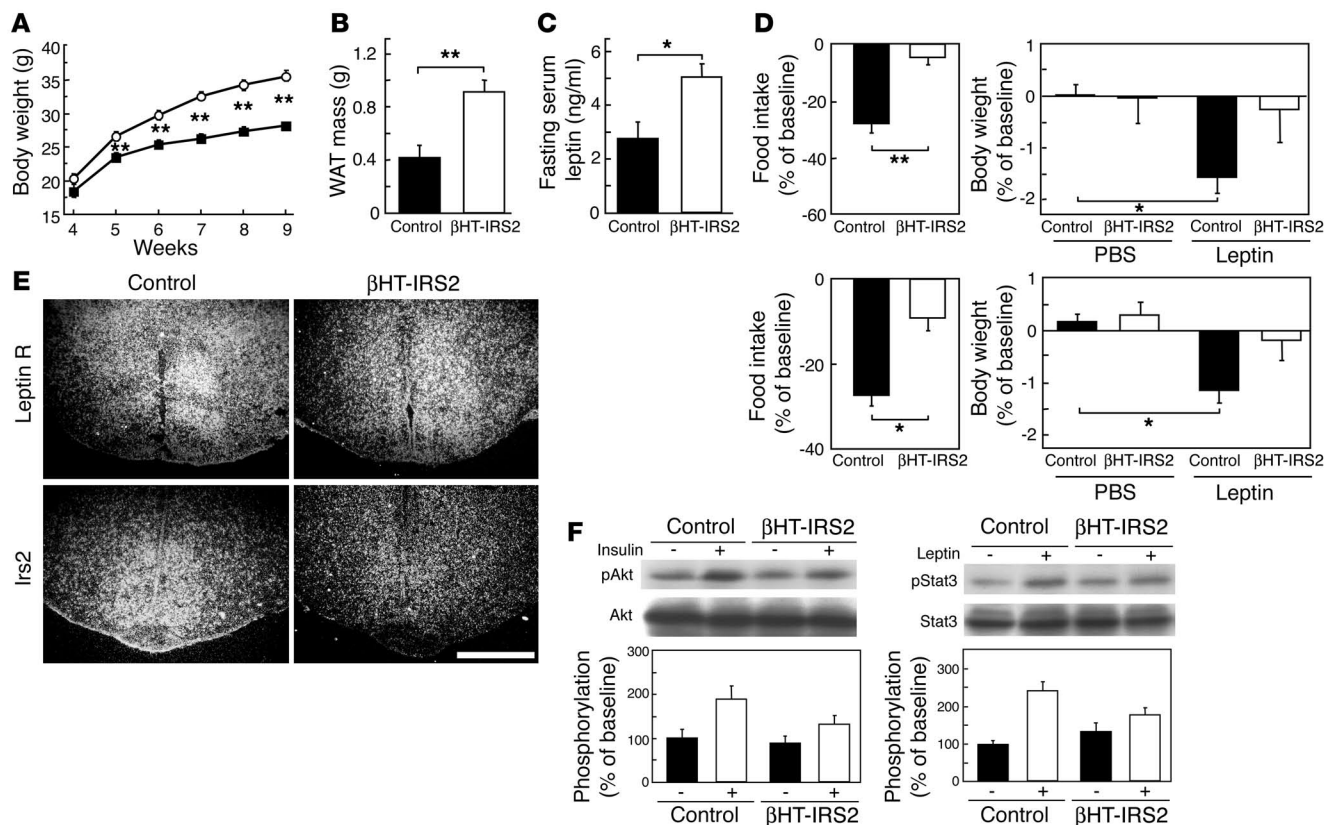 A
Body weight (g)
40
35
30
25
20
15
**
**
**
**
**
4 5 6 7 8 9
Weeks
B
WAT mass (g)
1.2
0.8
0.4
0
**
Control βHT-IRS2
C
Fasting serum
leptin (ng/ml)
6
4
2
0
*
Control βHT-IRS2
D
Food intake
(% of baseline)
0
-20
-40
-60
**
Control βHT-IRS2
Body wieght
(% of baseline)
1
0
-1
-2
*
Control βHT-IRS2 Control βHT-IRS2
PBS Leptin
Food intake
(% of baseline)
0
-20
-40
*
Control βHT-IRS2
Body wieght
(% of baseline)
1
0
-1
-2
*
Control βHT-IRS2 Control βHT-IRS2
PBS Leptin
E
Control βHT-IRS2
Leptin R
Irs2
F
Control βHT-IRS2
Insulin - + - +
pAkt
Akt
Phosphorylation
(% of baseline)
300
200
100
0
- + - +
Control βHT-IRS2
Control βHT-IRS2
Leptin - + - +
pStat3
Stat3
Phosphorylation
(% of baseline)
300
200
100
0
- + - +
Control βHT-IRS2